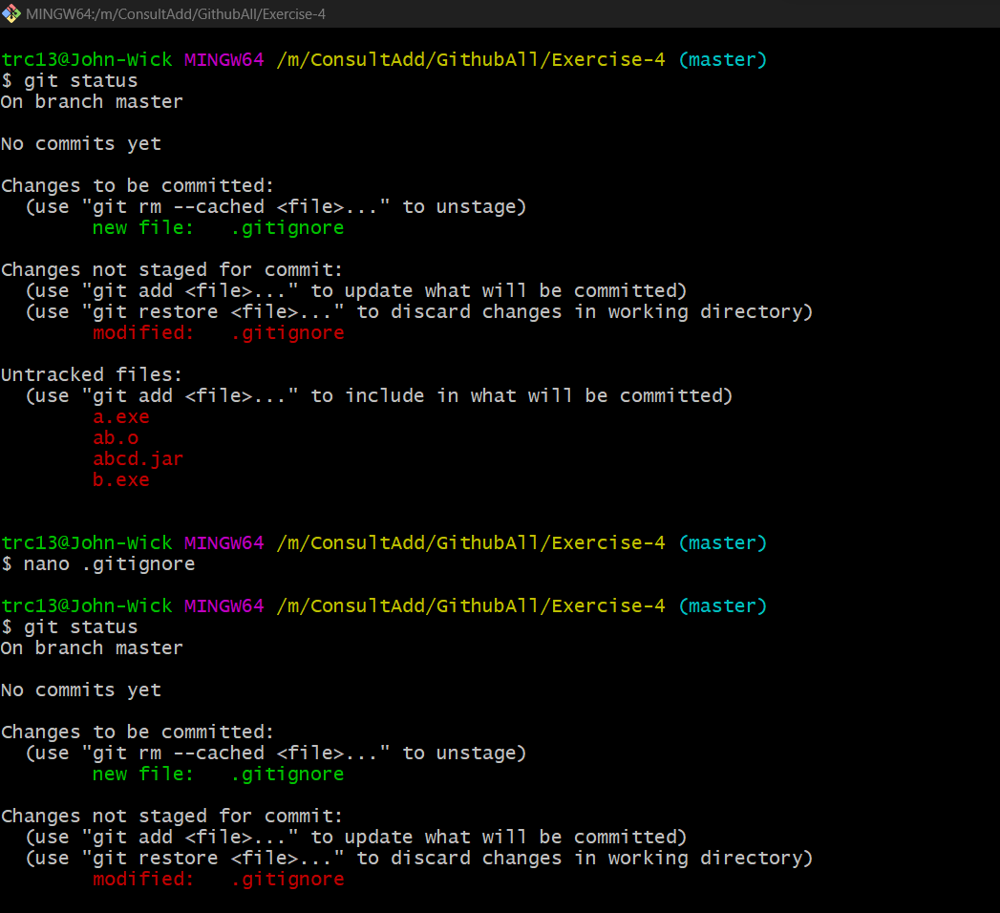 MINGW64:/m/ConsultAdd/GithubAll/Exercise-4
trc13@John-Wick MINGW64 /m/ConsultAdd/GithubAll/Exercise-4 (master)
$ git status
On branch master
No commits yet
Changes to be committed:
  (use "git rm --cached <file>..." to unstage)
        new file:   .gitignore
Changes not staged for commit:
  (use "git add <file>..." to update what will be committed)
  (use "git restore <file>..." to discard changes in working directory)
        modified:   .gitignore
Untracked files:
  (use "git add <file>..." to include in what will be committed)
        a.exe
        ab.o
        abcd.jar
        b.exe
trc13@John-Wick MINGW64 /m/ConsultAdd/GithubAll/Exercise-4 (master)
$ nano .gitignore
trc13@John-Wick MINGW64 /m/ConsultAdd/GithubAll/Exercise-4 (master)
$ git status
On branch master
No commits yet
Changes to be committed:
  (use "git rm --cached <file>..." to unstage)
        new file:   .gitignore
Changes not staged for commit:
  (use "git add <file>..." to update what will be committed)
  (use "git restore <file>..." to discard changes in working directory)
        modified:   .gitignore